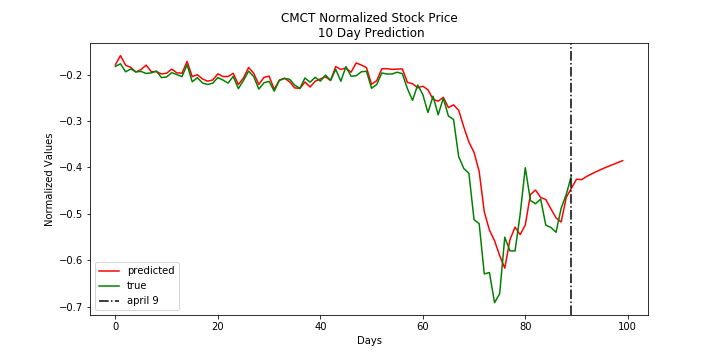 CMCT Normalized Stock Price
10 Day Prediction
Normalized Values
−0.2
−0.3
−0.4
−0.5
−0.6
−0.7
predicted
true
april 9
0
20
40
60
80
100
Days